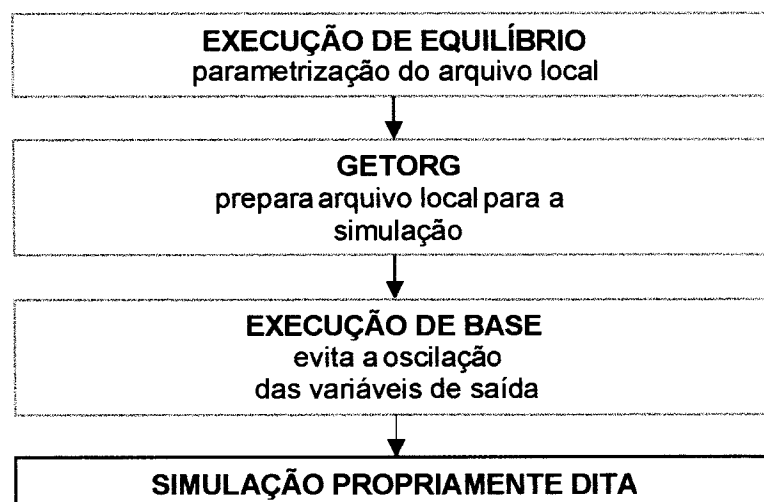 EXECUÇÃO DE EQUILÍBRIO
parametrização do arquivo local
GETORG
prepara arquivo local para a
simulação
EXECUÇÃO DE BASE
evita a oscilação
das variáveis de saída
SIMULAÇÃO PROPRIAMENTE DITA